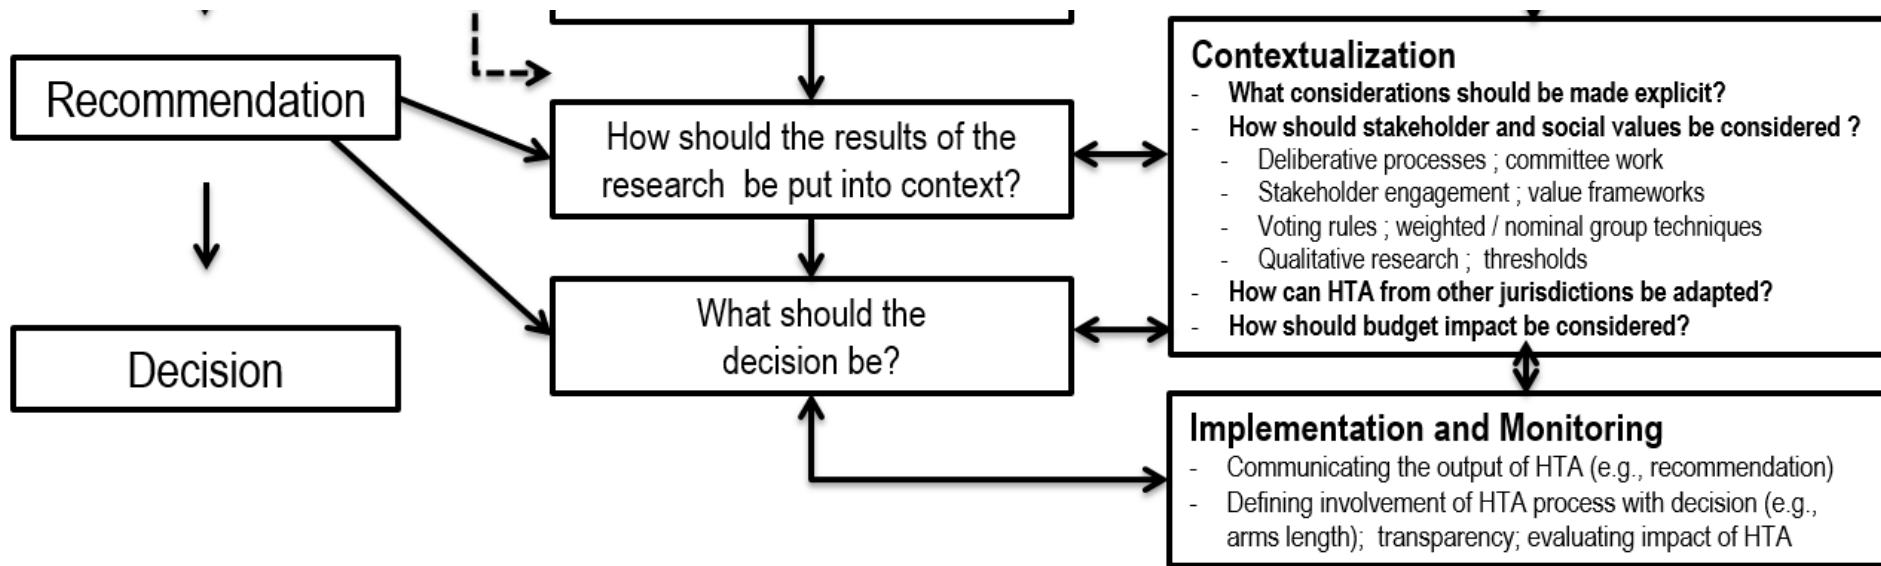 Recommendation
Decision
How should the results of the
research be put into context?
What should the
decision be?
Contextualization
- What considerations should be made explicit?
- How should stakeholder and social values be considered ?
- Deliberative processes ; committee work
- Stakeholder engagement ; value frameworks
- Voting rules ; weighted / nominal group techniques
- Qualitative research ; thresholds
- How can HTA from other jurisdictions be adapted?
- How should budget impact be considered?
Implementation and Monitoring
- Communicating the output of HTA (e.g., recommendation)
- Defining involvement of HTA process with decision (e.g.,
arms length); transparency; evaluating impact of HTA